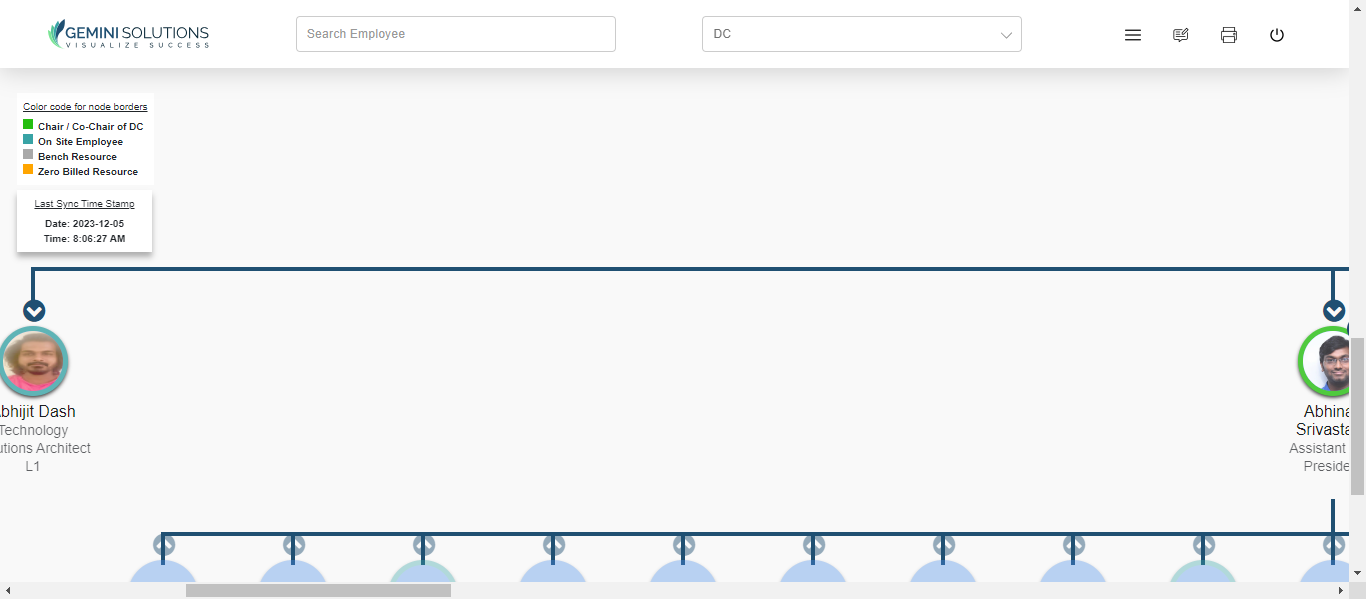 GEMINI SOLUTIONS
VISUALIZE SUCCESS
Search Employee
DC
Color code for node borders
Chair / Co-Chair of DC
On Site Employee
Bench Resource
Zero Billed Resource
Last Sync Time Stamp
Date: 2023-12-05
Time: 8:06:27 AM
bhijit Dash
Technology
utions Architect
L1
Abhina
Srivasta
Assistant
Preside